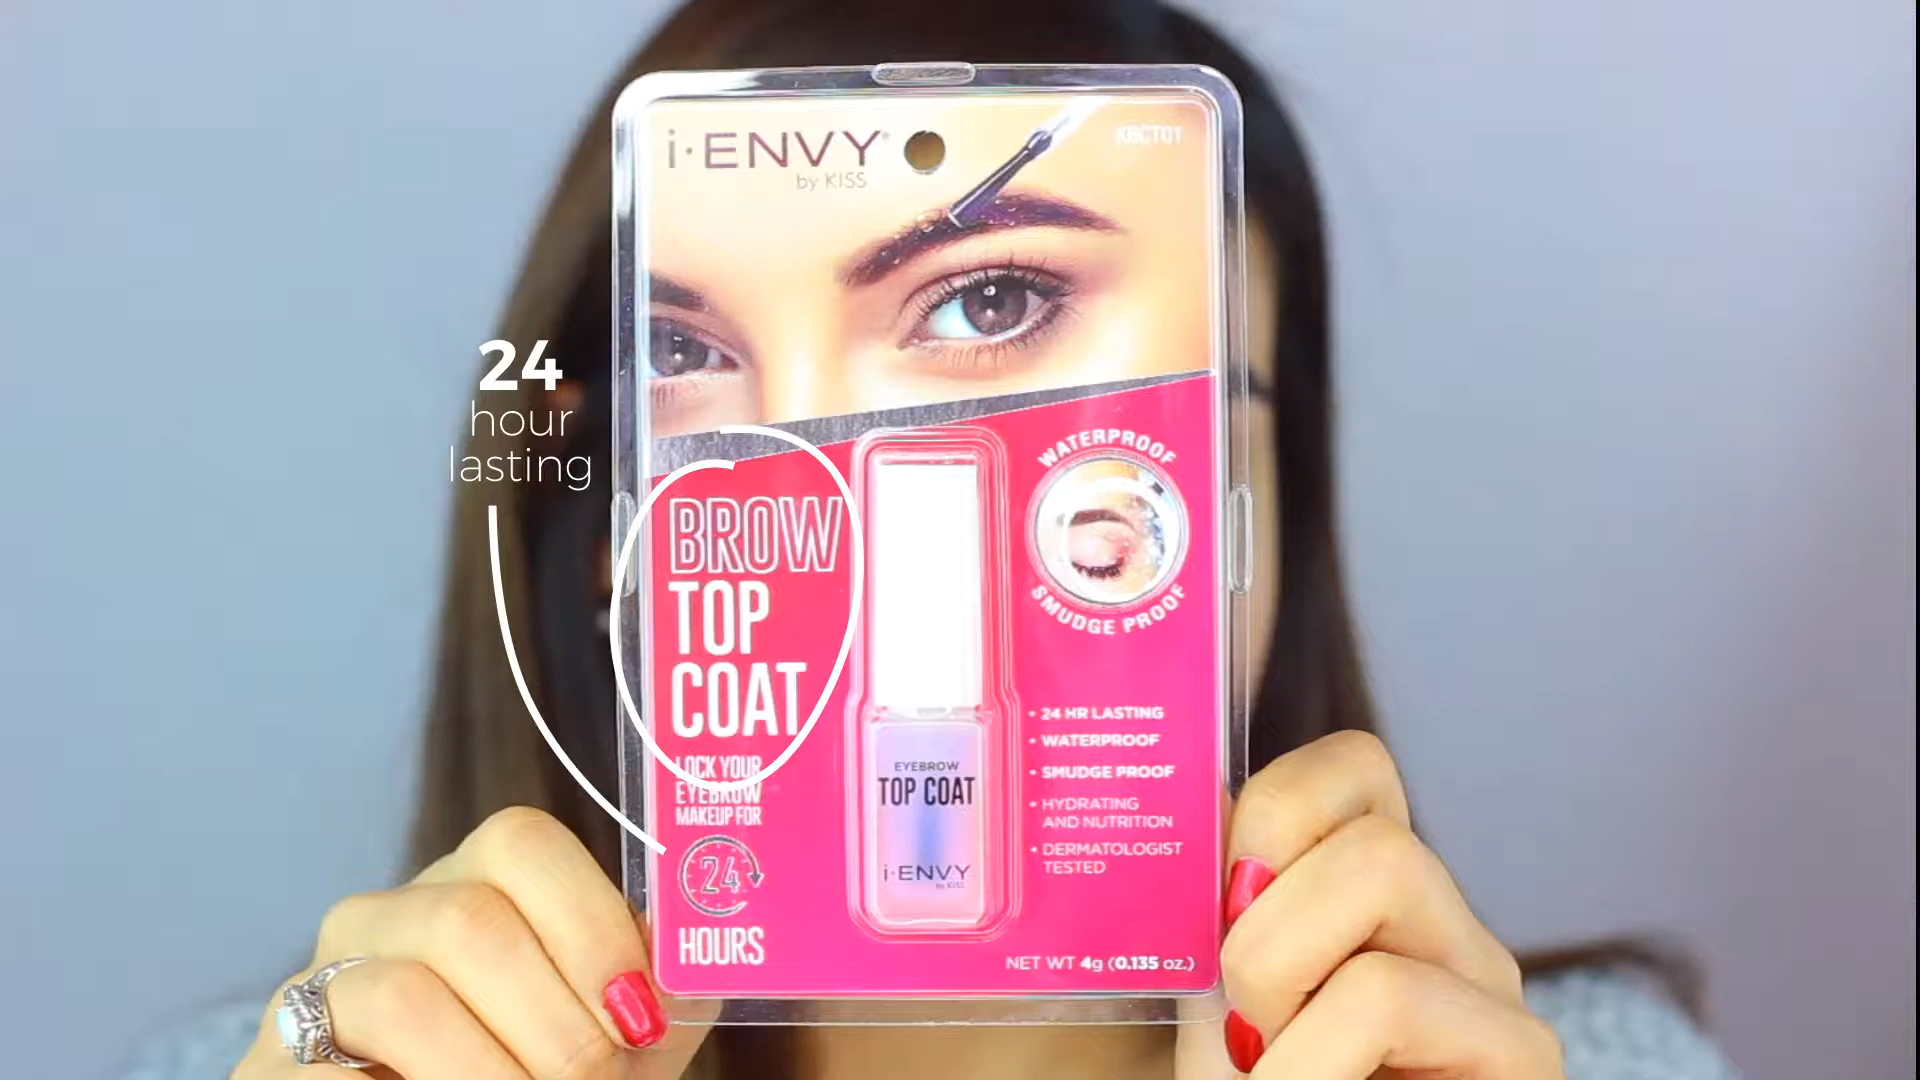 i·ENVY®
by KISS
KBCT01
24
hour
lasting
BROW
TOP
COAT
LOCK YOUR
EYEBROW
MAKEUP FOR
24
HOURS
WATERPROOF
SMUDGE PROOF
EYEBROW
TOP COAT
i·ENVY
by KISS
• 24 HR LASTING
• WATERPROOF
• SMUDGE PROOF
• HYDRATING
AND NUTRITION
• DERMATOLOGIST
TESTED
NET WT 4g (0.135 oz.)